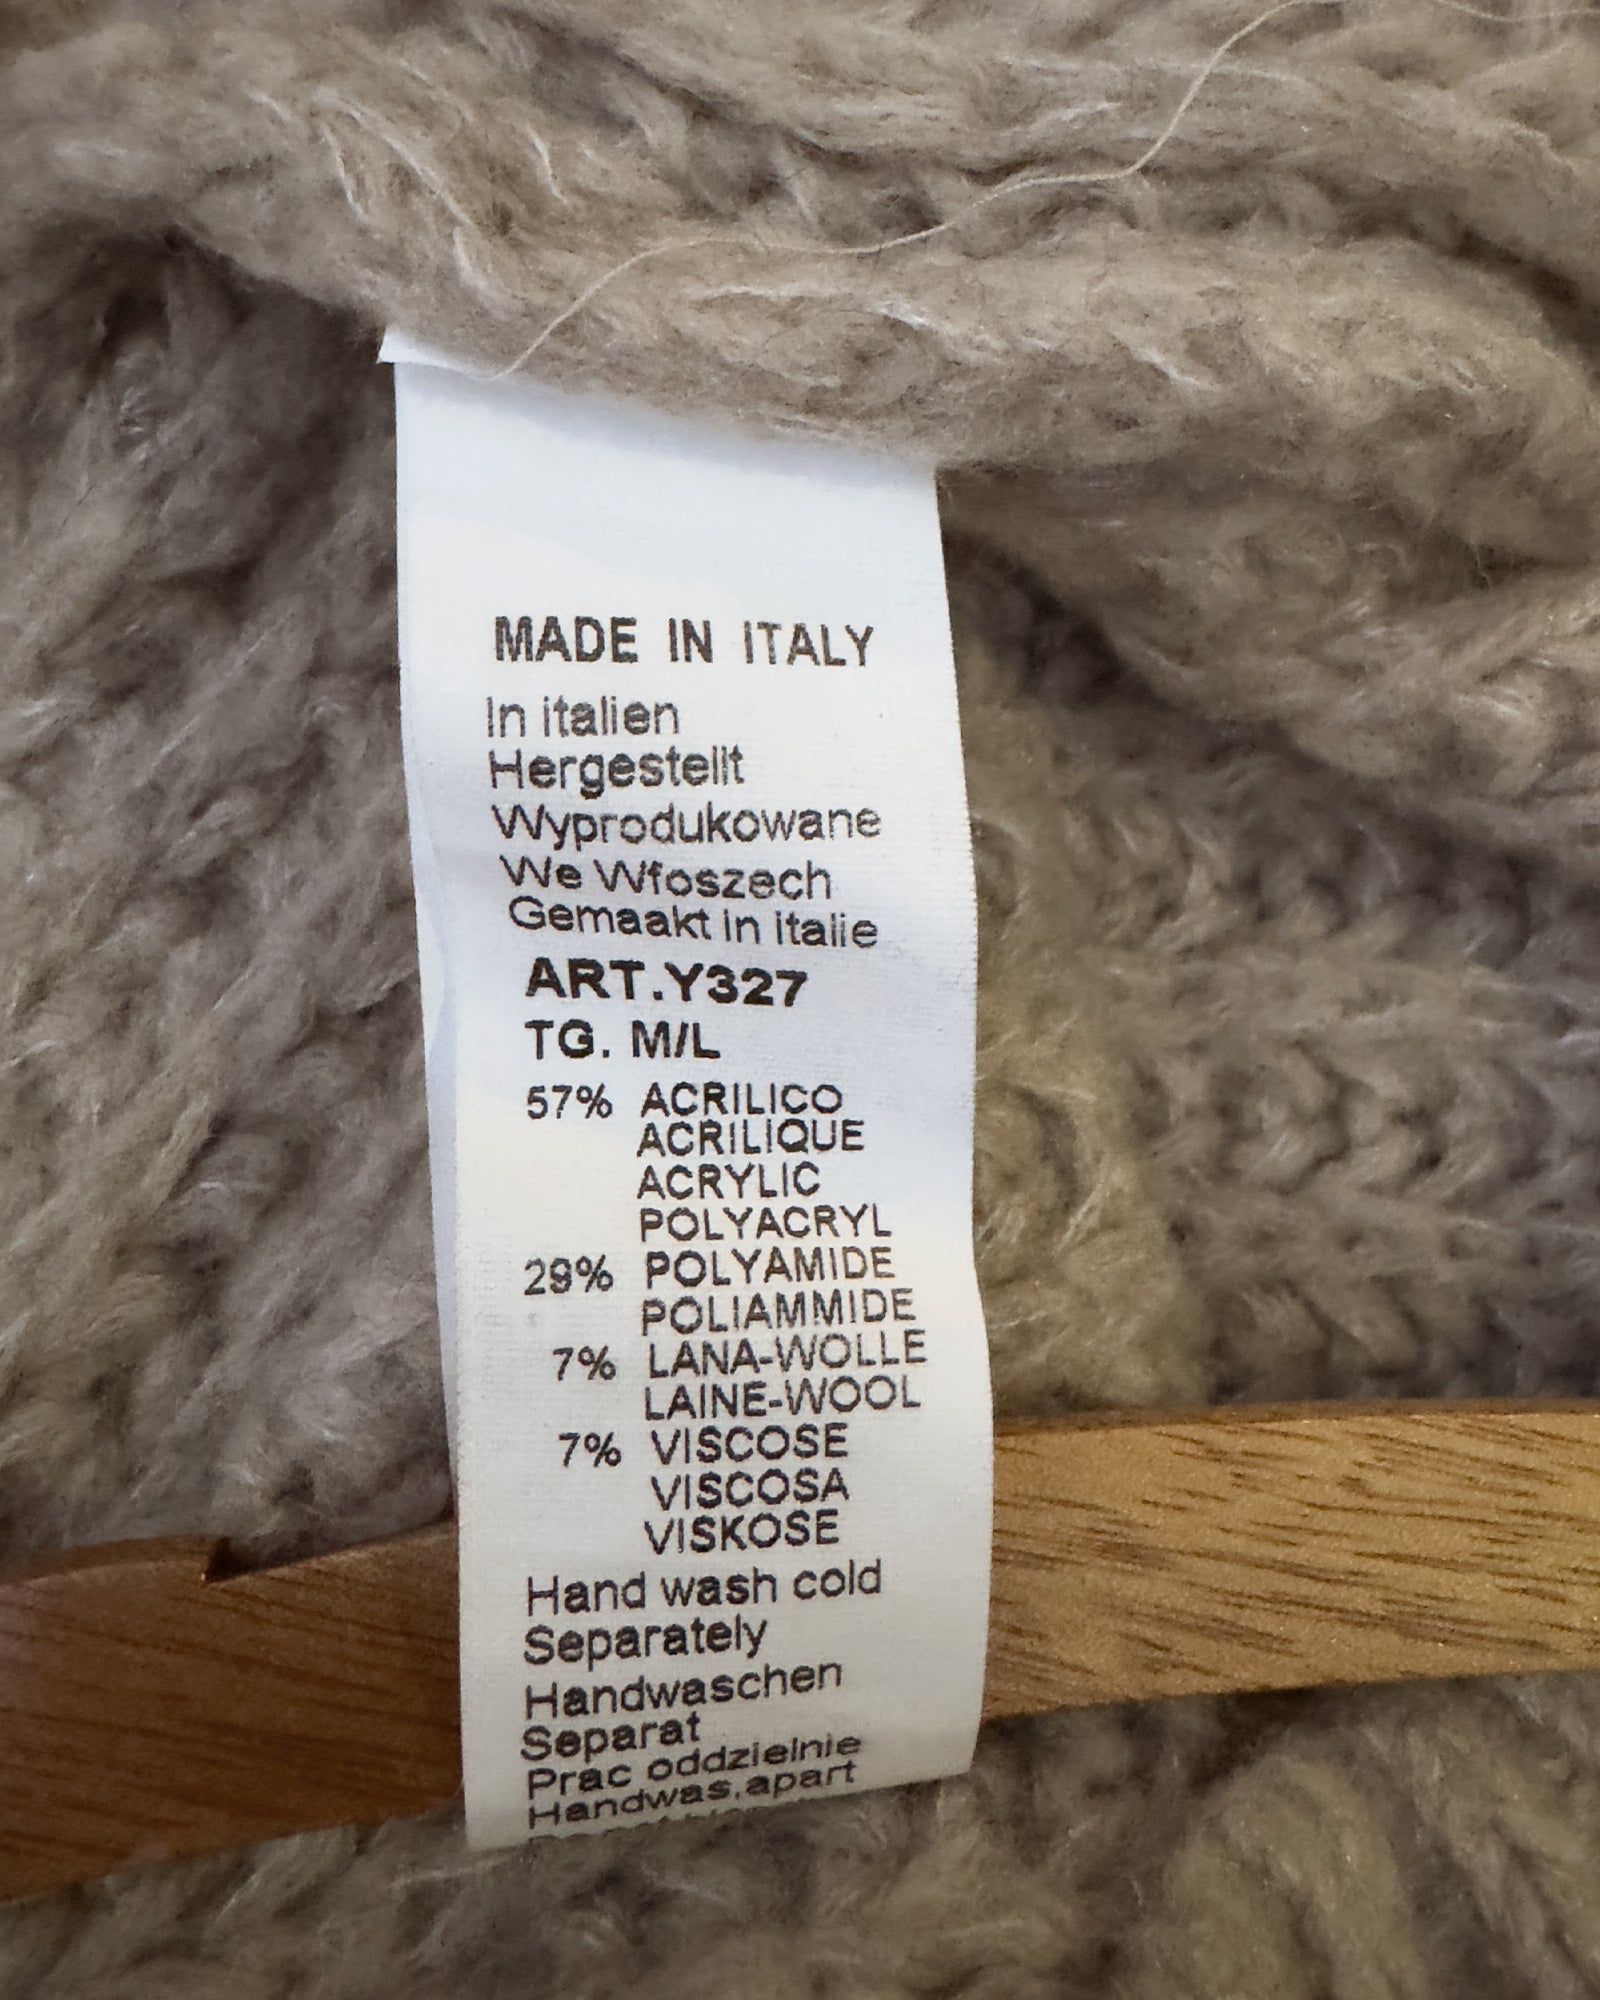 MADE IN ITALY
In italien
Hergestellt
Wyprodukowane
We Wfoszech
Gemaakt in italie
ART.Y327
TG. M/L
57% ACRILICO
ACRILIQUE
ACRYLIC
POLYACRYL
29% POLYAMIDE
POLIAMMIDE
7% LANA-WOLLE
LAINE-WOOL
7% VISCOSE
VISCOSA
VISKOSE
Hand wash cold
Separately
Handwaschen
Separat
Prac oddzielnie
Handwas,apart